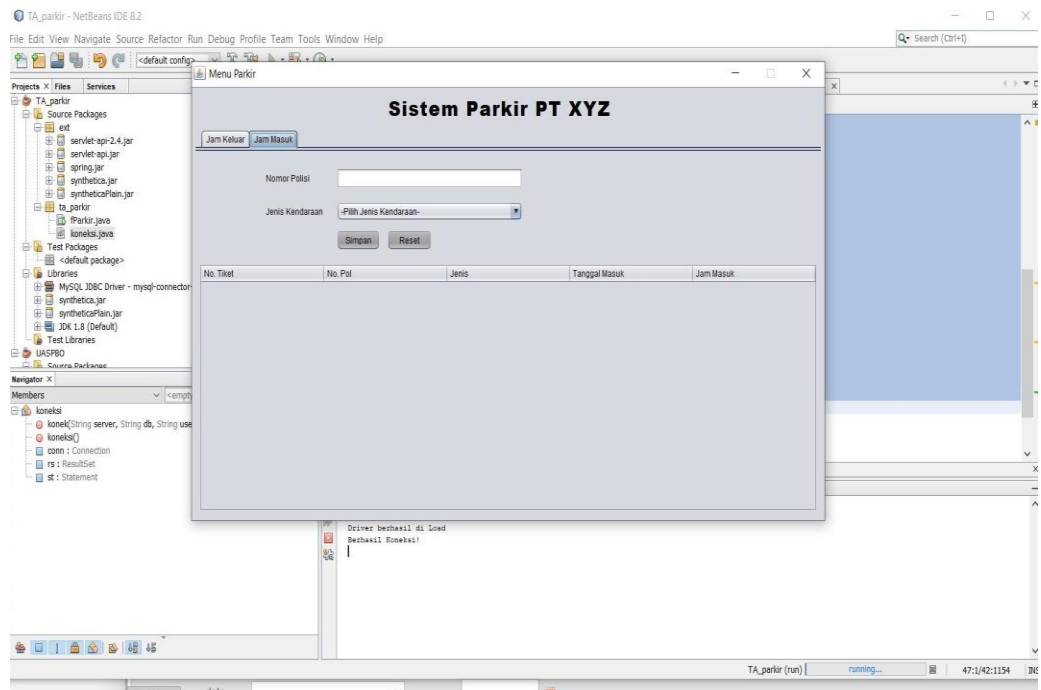 TA_parkir - NetBeans IDE 8.2
File Edit View Navigate Source Refactor Run Debug Profile Team Tools Window Help
Search (Ctrl+I)
<default config>
Projects Files Services
TA_parkir
Source Packages
ext
servlet-api-2.4.jar
servlet-api.jar
spring.jar
synthetica.jar
syntheticaPlain.jar
ta_parkir
fParkir.java
koneksi.java
Test Packages
<default package>
Libraries
MySQL JDBC Driver - mysql-connector-
synthetica.jar
syntheticaPlain.jar
JDK 1.8 (Default)
Test Libraries
UASPBO
Source Packages
Navigator
Members
<empty
koneksi
konek(String server, String db, String use
koneksi()
conn : Connection
rs : ResultSet
st : Statement
Menu Parkir
Sistem Parkir PT XYZ
Jam Keluar Jam Masuk
Nomor Polisi
Jenis Kendaraan -Pilih Jenis Kendaraan-
Simpan Reset
No. Tiket No. Pol Jenis Tanggal Masuk Jam Masuk
Driver berhasil di Load
Berhasil Koneksi!
TA_parkir (run) running... 47:1/42:1154 INS